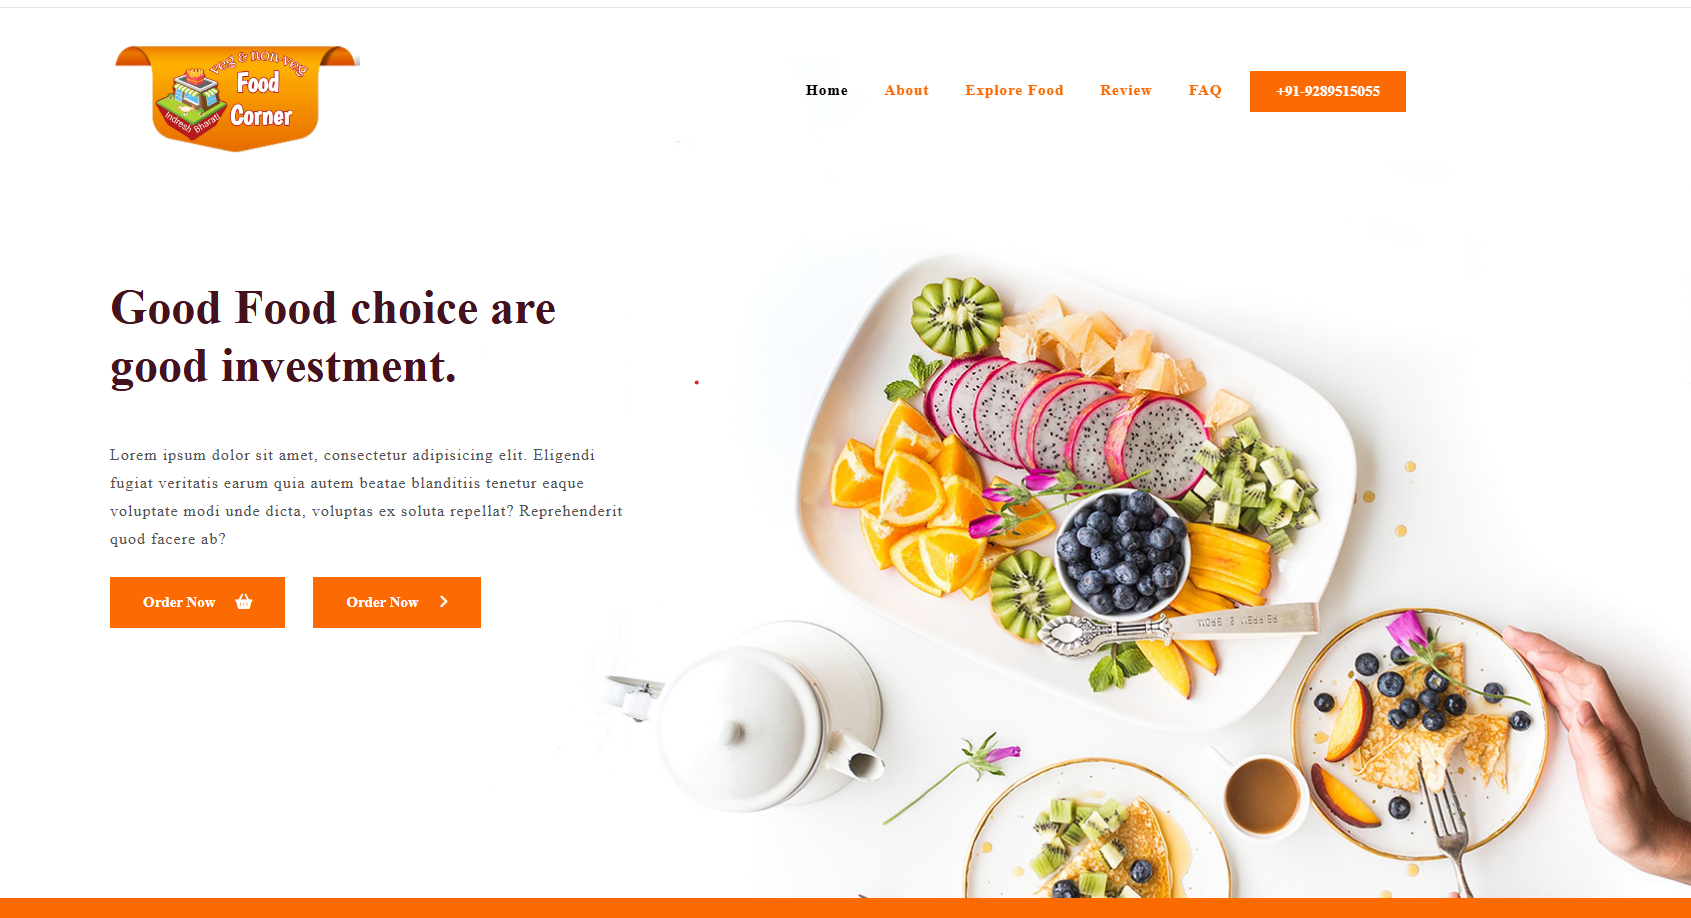 veg & non-veg
Food
Corner
Indresh Bharati
Home About Explore Food Review FAQ +91-9289515055
Good Food choice are
good investment.
Lorem ipsum dolor sit amet, consectetur adipisicing elit. Eligendi
fugiat veritatis earum quia autem beatae blanditiis tenetur eaque
voluptate modi unde dicta, voluptas ex soluta repellat? Reprehenderit
quod facere ab?
Order Now Order Now